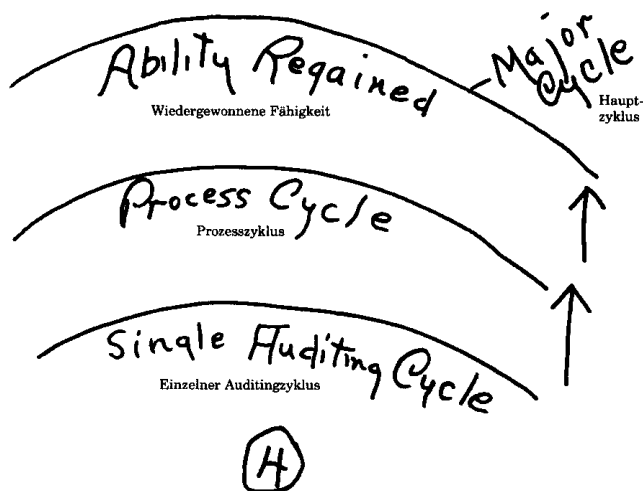 Ability Regained
Major
Cycle
Wiedergewonnene Fähigkeit
Haupt-
zyklus
Process Cycle
Prozesszyklus
Single Auditing Cycle
Einzelner Auditingzyklus
H